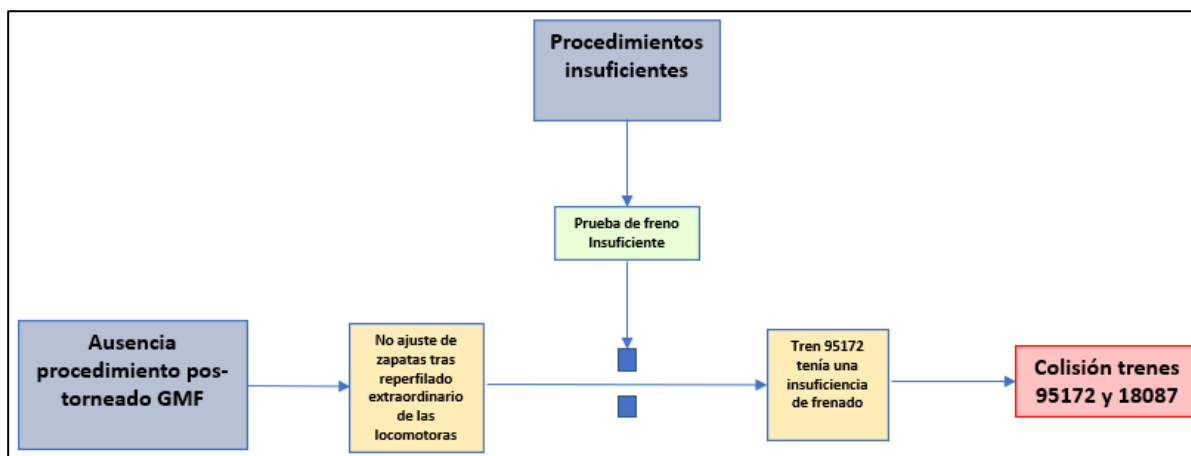 Procedimientos
insuficientes
Prueba de freno
Insuficiente
Ausencia
procedimiento pos-
torneado GMF
No ajuste de
zapatas tras
reperfilado
extraordinario
de las
locomotoras
Tren 95172
tenía una
insuficiencia
de frenado
Colisión trenes
95172 y 18087